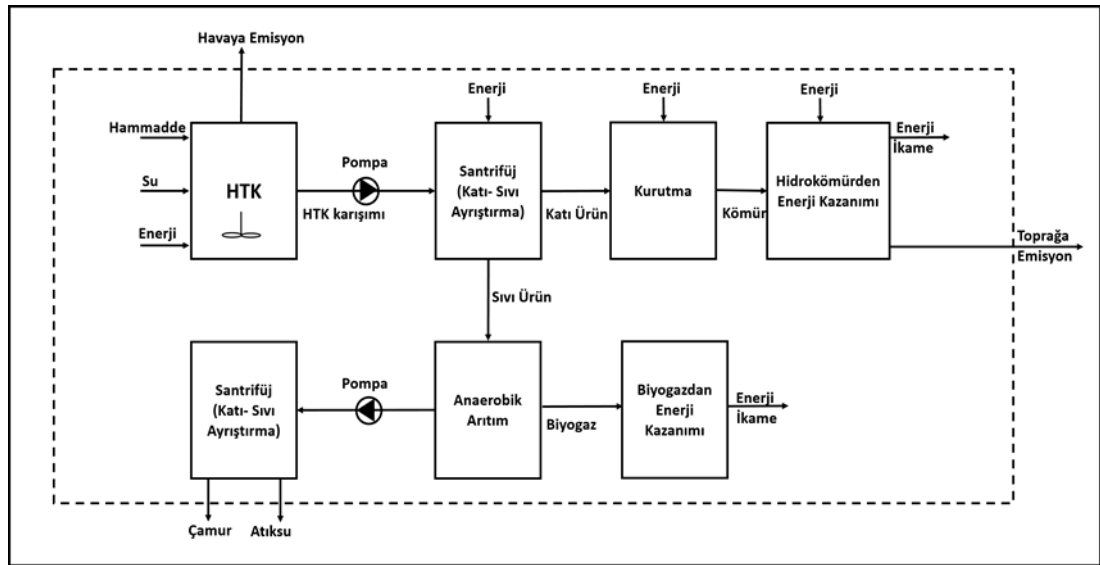 Havaya Emisyon
Enerji
Enerji
Enerji
Hammadde
Su
Enerji
HTK
Pompa
HTK karışımı
Santrifüj
(Katı- Sıvı
Ayrıştırma)
Katı Ürün
Kurutma
Kömür
Hidrokömürden
Enerji Kazanımı
Enerji
İkame
Toprağa
Emisyon
Sıvı Ürün
Santrifüj
(Katı- Sıvı
Ayrıştırma)
Pompa
Anaerobik
Arıtım
Biyogaz
Biyogazdan
Enerji
Kazanımı
Enerji
İkame
Çamur
Atıksu